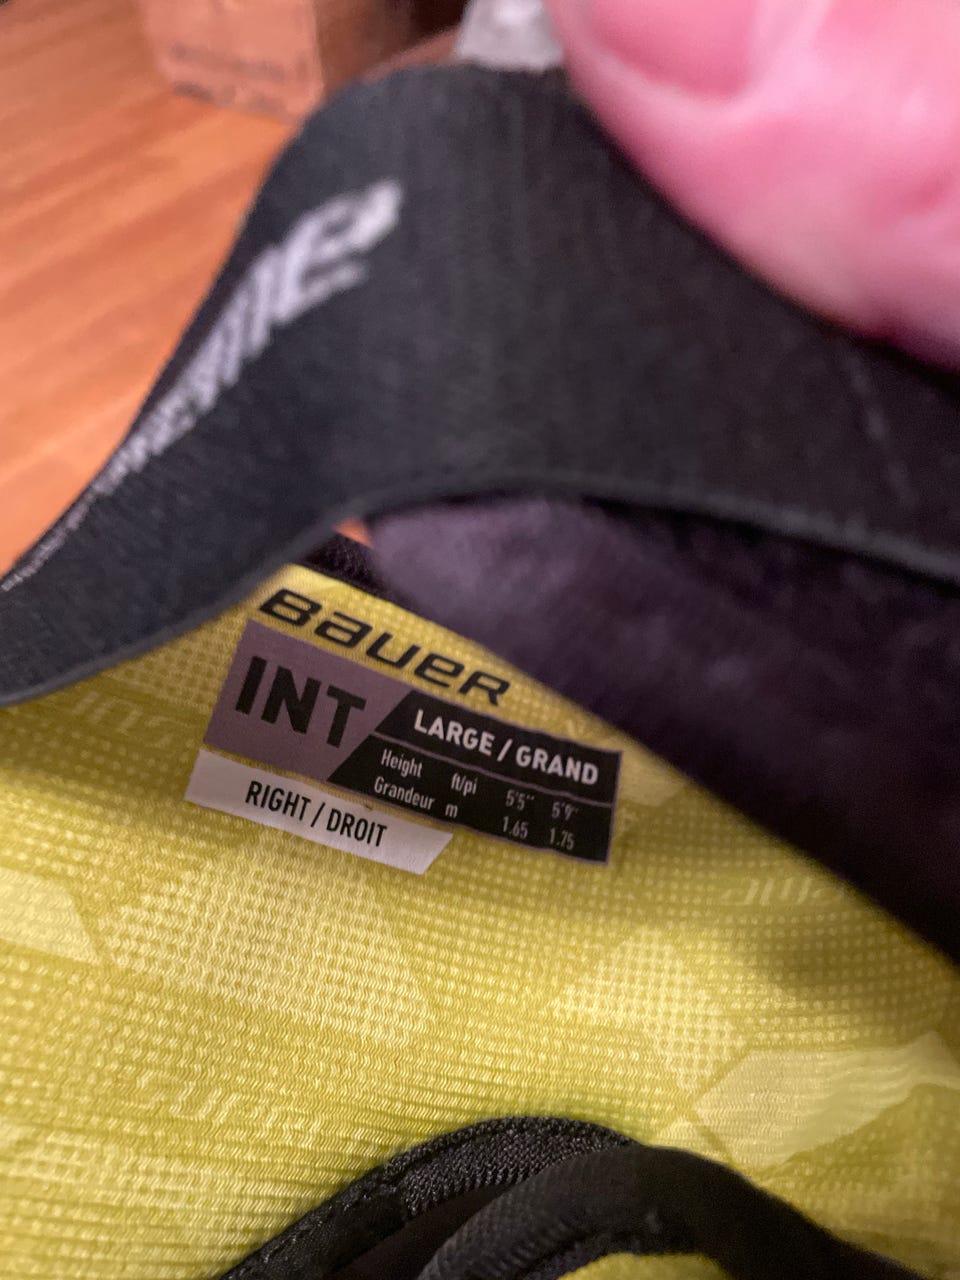 BAUER
INT
LARGE / GRAND
Height ft/pi 5'5" 5'9"
Grandeur m 1.65 1.75
RIGHT / DROIT